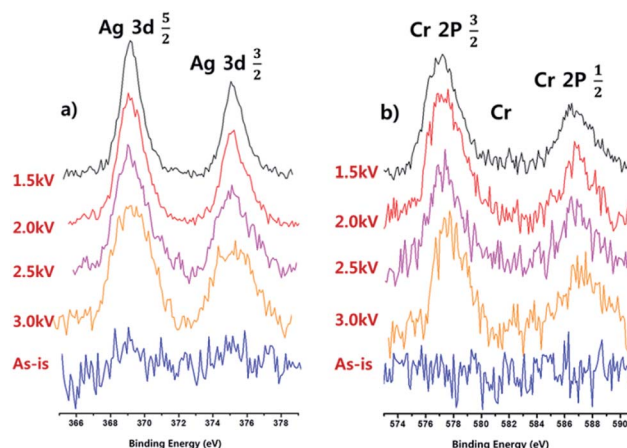 Ag 3d 5/2
Ag 3d 3/2
a)
1.5kV
2.0kV
2.5kV
3.0kV
As-is
366 368 370 372 374 376 378
Binding Energy (eV)
Cr 2P 3/2
Cr
Cr 2P 1/2
b)
1.5kV
2.0kV
2.5kV
3.0kV
As-is
574 576 578 580 582 584 586 588 590
Binding Energy (eV)